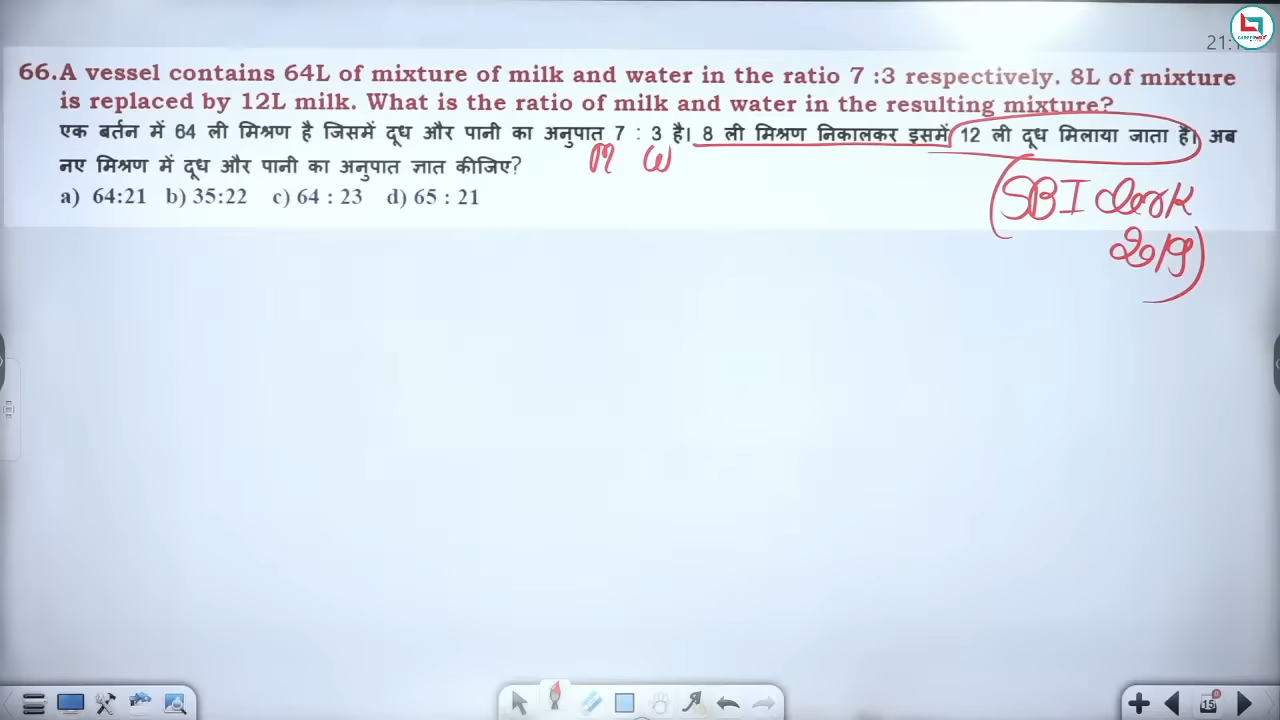 21:
66.A vessel contains 64L of mixture of milk and water in the ratio 7 :3 respectively. 8L of mixture
is replaced by 12L milk. What is the ratio of milk and water in the resulting mixture?
एक बर्तन में 64 ली मिश्रण है जिसमें दूध और पानी का अनुपात 7 : 3 है। 8 ली मिश्रण निकालकर इसमें 12 ली दूध मिलाया जाता है। अब
नए मिश्रण में दूध और पानी का अनुपात ज्ञात कीजिए?
M W
a) 64:21 b) 35:22 c) 64 : 23 d) 65 : 21
(SBI clerk
2019)
15